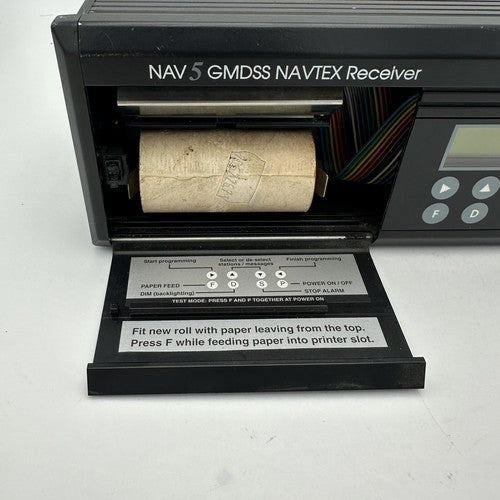 NAV5 GMDSS NAVTEX Receiver
Start programming
Select or de-select
stations / messages
Finish programming
PAPER FEED
F D S P
POWER ON / OFF
DIM (backlighting)
STOP ALARM
TEST MODE: PRESS F AND P TOGETHER AT POWER ON
Fit new roll with paper leaving from the top.
Press F while feeding paper into printer slot.
F D